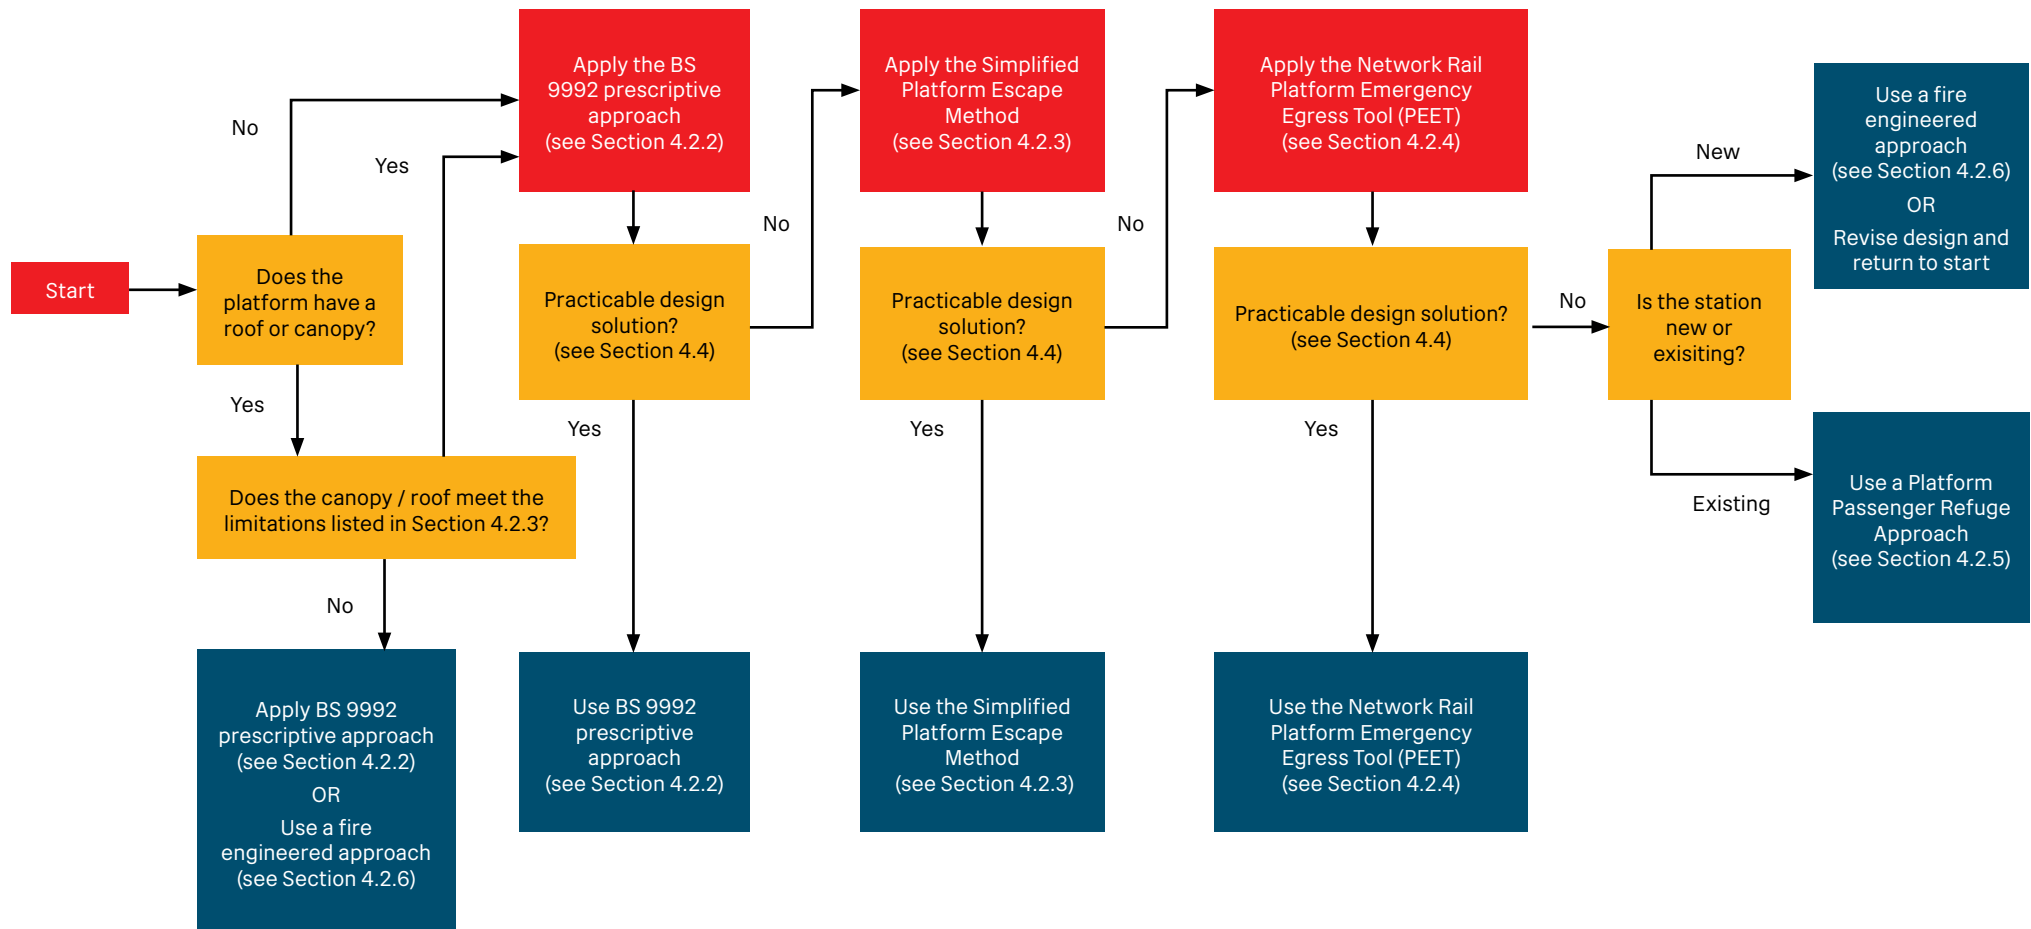 Start
Does the
platform have a
roof or canopy?
No
Yes
Does the canopy / roof meet the
limitations listed in Section 4.2.3?
Yes
No
Apply BS 9992
prescriptive approach
(see Section 4.2.2)
OR
Use a fire
engineered approach
(see Section 4.2.6)
Apply the BS
9992 prescriptive
approach
(see Section 4.2.2)
Practicable design
solution?
(see Section 4.4)
No
Yes
Use BS 9992
prescriptive
approach
(see Section 4.2.2)
Apply the Simplified
Platform Escape
Method
(see Section 4.2.3)
Practicable design
solution?
(see Section 4.4)
No
Yes
Use the Simplified
Platform Escape
Method
(see Section 4.2.3)
Apply the Network Rail
Platform Emergency
Egress Tool (PEET)
(see Section 4.2.4)
Practicable design solution?
(see Section 4.4)
No
Yes
Use the Network Rail
Platform Emergency
Egress Tool (PEET)
(see Section 4.2.4)
Is the station
new or
exisiting?
New
Existing
Use a fire
engineered
approach
(see Section 4.2.6)
OR
Revise design and
return to start
Use a Platform
Passenger Refuge
Approach
(see Section 4.2.5)